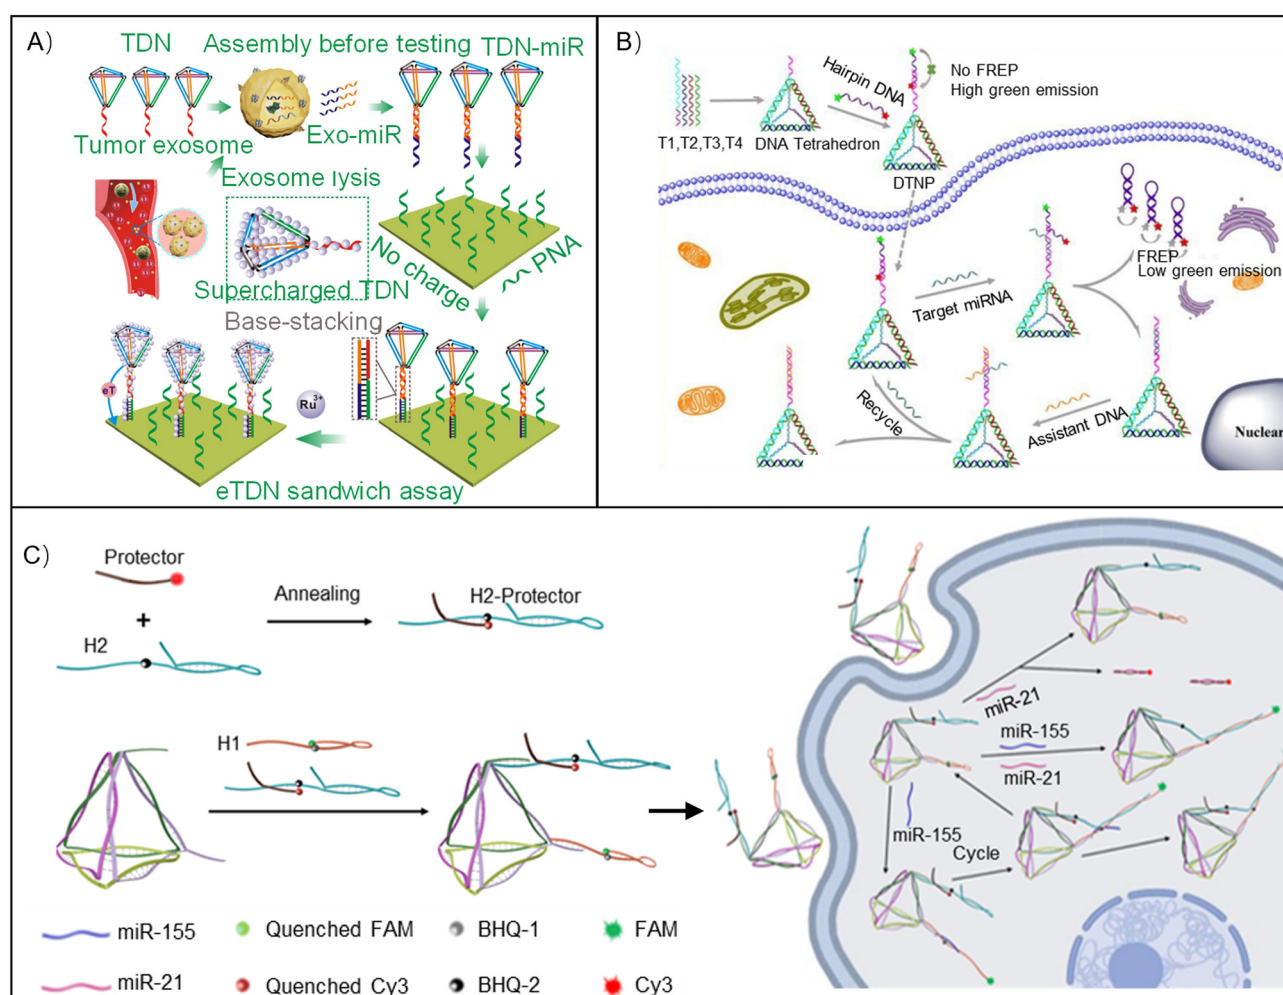 A)
TDN
Assembly before testing
TDN-miR
Tumor exosome
Exo-miR
Exosome lysis
Supercharged TDN
No charge
PNA
Base-stacking
eT
Ru3+
eTDN sandwich assay
B)
T1,T2,T3,T4
DNA Tetrahedron
Hairpin DNA
No FREP
High green emission
DTNP
Target miRNA
FREP
Low green emission
Recycle
Assistant DNA
Nuclear
C)
Protector
+
H2
Annealing
H2-Protector
H1
miR-21
miR-155
miR-21
miR-155
Cycle
miR-155
Quenched FAM
BHQ-1
FAM
miR-21
Quenched Cy3
BHQ-2
Cy3